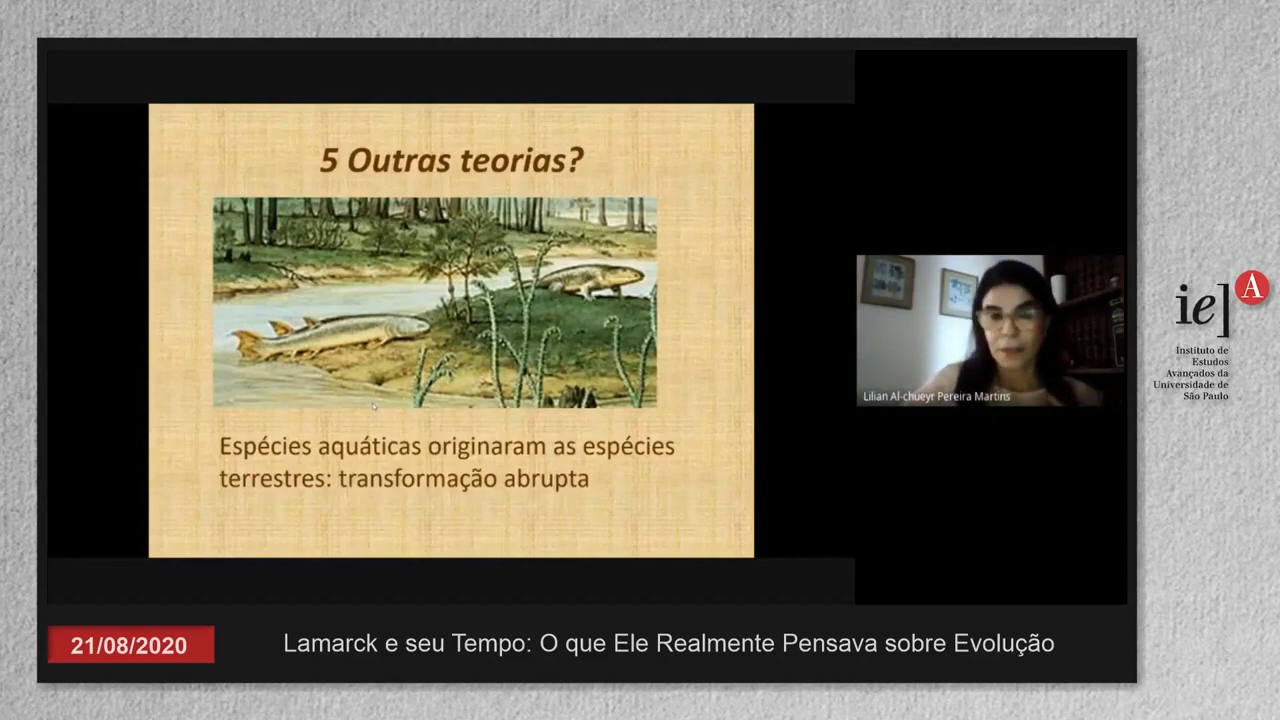 5 Outras teorias?
Espécies aquáticas originaram as espécies
terrestres: transformação abrupta
Lilian Al-chueyr Pereira Martins
iea]
A
Instituto de
Estudos
Avançados da
Universidade de
São Paulo
21/08/2020
Lamarck e seu Tempo: O que Ele Realmente Pensava sobre Evolução